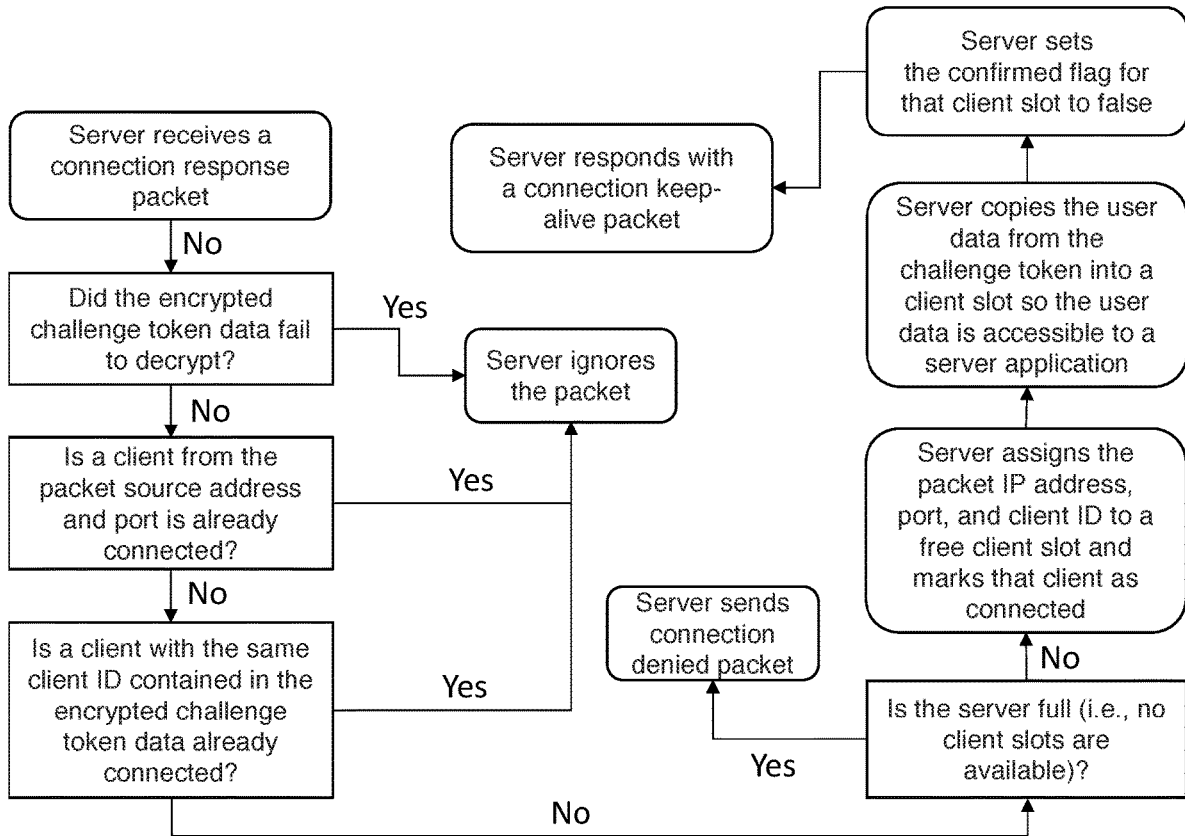 Server receives a
connection response
packet
No
Did the encrypted
challenge token data fail
to decrypt?
Yes
Server ignores
the packet
No
Is a client from the
packet source address
and port is already
connected?
Yes
No
Is a client with the same
client ID contained in the
encrypted challenge
token data already
connected?
Yes
No
Is the server full (i.e., no
client slots are
available)?
Yes
Server sends
connection
denied packet
No
Server assigns the
packet IP address,
port, and client ID to a
free client slot and
marks that client as
connected
Server copies the user
data from the
challenge token into a
client slot so the user
data is accessible to a
server application
Server sets
the confirmed flag for
that client slot to false
Server responds with
a connection keep-
alive packet